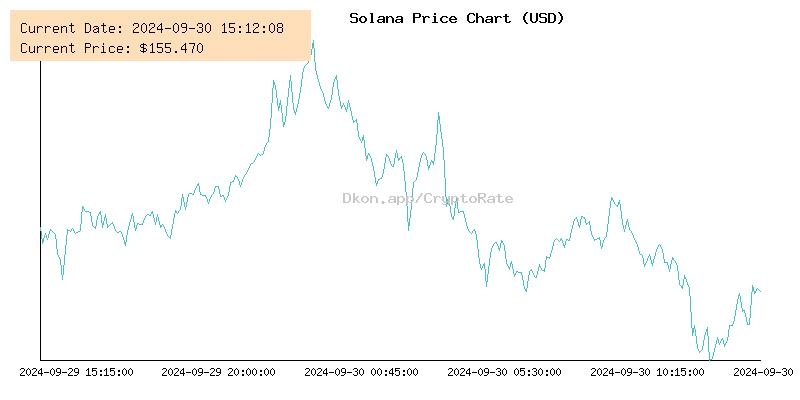 Solana Price Chart (USD)
Current Date: 2024-09-30 15:12:08
Current Price: $155.470
Dkon.app/CryptoRate
2024-09-29 15:15:00
2024-09-29 20:00:00
2024-09-30 00:45:00
2024-09-30 05:30:00
2024-09-30 10:15:00
2024-09-30